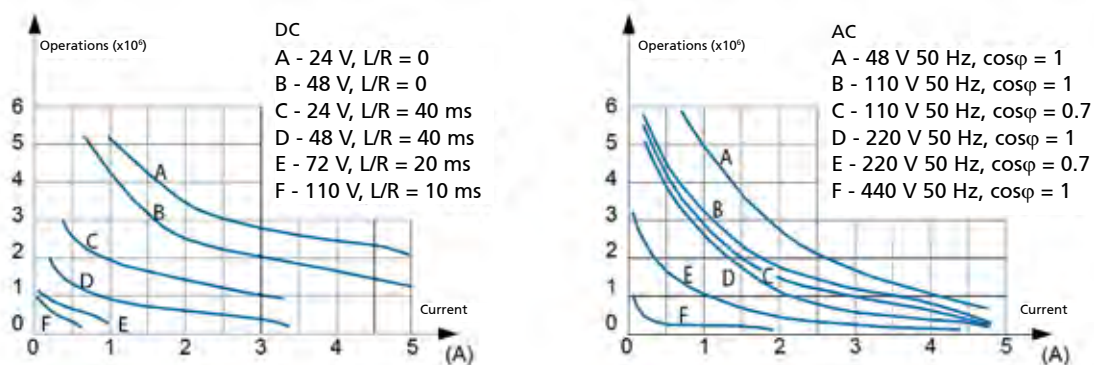 DC
Operations (x10⁶)
A - 24 V, L/R = 0
B - 48 V, L/R = 0
C - 24 V, L/R = 40 ms
D - 48 V, L/R = 40 ms
E - 72 V, L/R = 20 ms
F - 110 V, L/R = 10 ms
6
5
4
3
2
1
0
A
B
C
D
F
E
Current
0 1 2 3 4 5
(A)
AC
Operations (x10⁶)
A - 48 V 50 Hz, cosφ = 1
B - 110 V 50 Hz, cosφ = 1
C - 110 V 50 Hz, cosφ = 0.7
D - 220 V 50 Hz, cosφ = 1
E - 220 V 50 Hz, cosφ = 0.7
F - 440 V 50 Hz, cosφ = 1
6
5
4
3
2
1
0
A
B
E D C
F
Current
0 1 2 3 4 5
(A)